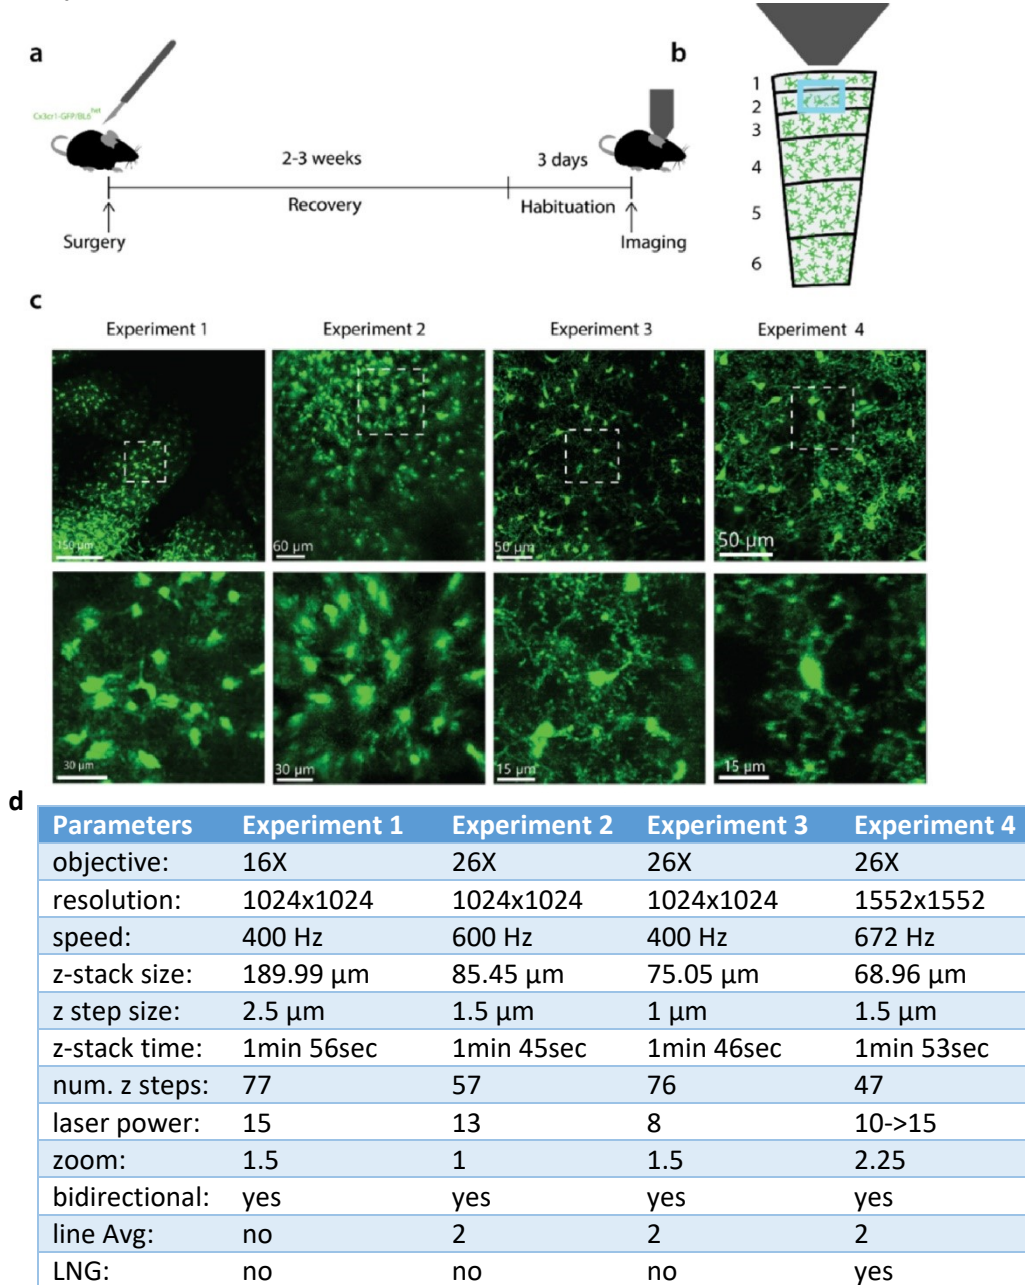 a
b
Cx3cr1-GFP/BL6het
2-3 weeks
3 days
Recovery
Habituation
Surgery
Imaging
1
2
3
4
5
6
c
Experiment 1
Experiment 2
Experiment 3
Experiment 4
150 µm
60 µm
50 µm
50 µm
30 µm
30 µm
15 µm
15 µm
d
Parameters Experiment 1 Experiment 2 Experiment 3 Experiment 4
objective: 16X 26X 26X 26X
resolution: 1024x1024 1024x1024 1024x1024 1552x1552
speed: 400 Hz 600 Hz 400 Hz 672 Hz
z-stack size: 189.99 µm 85.45 µm 75.05 µm 68.96 µm
z step size: 2.5 µm 1.5 µm 1 µm 1.5 µm
z-stack time: 1min 56sec 1min 45sec 1min 46sec 1min 53sec
num. z steps: 77 57 76 47
laser power: 15 13 8 10->15
zoom: 1.5 1 1.5 2.25
bidirectional: yes yes yes yes
line Avg: no 2 2 2
LNG: no no no yes